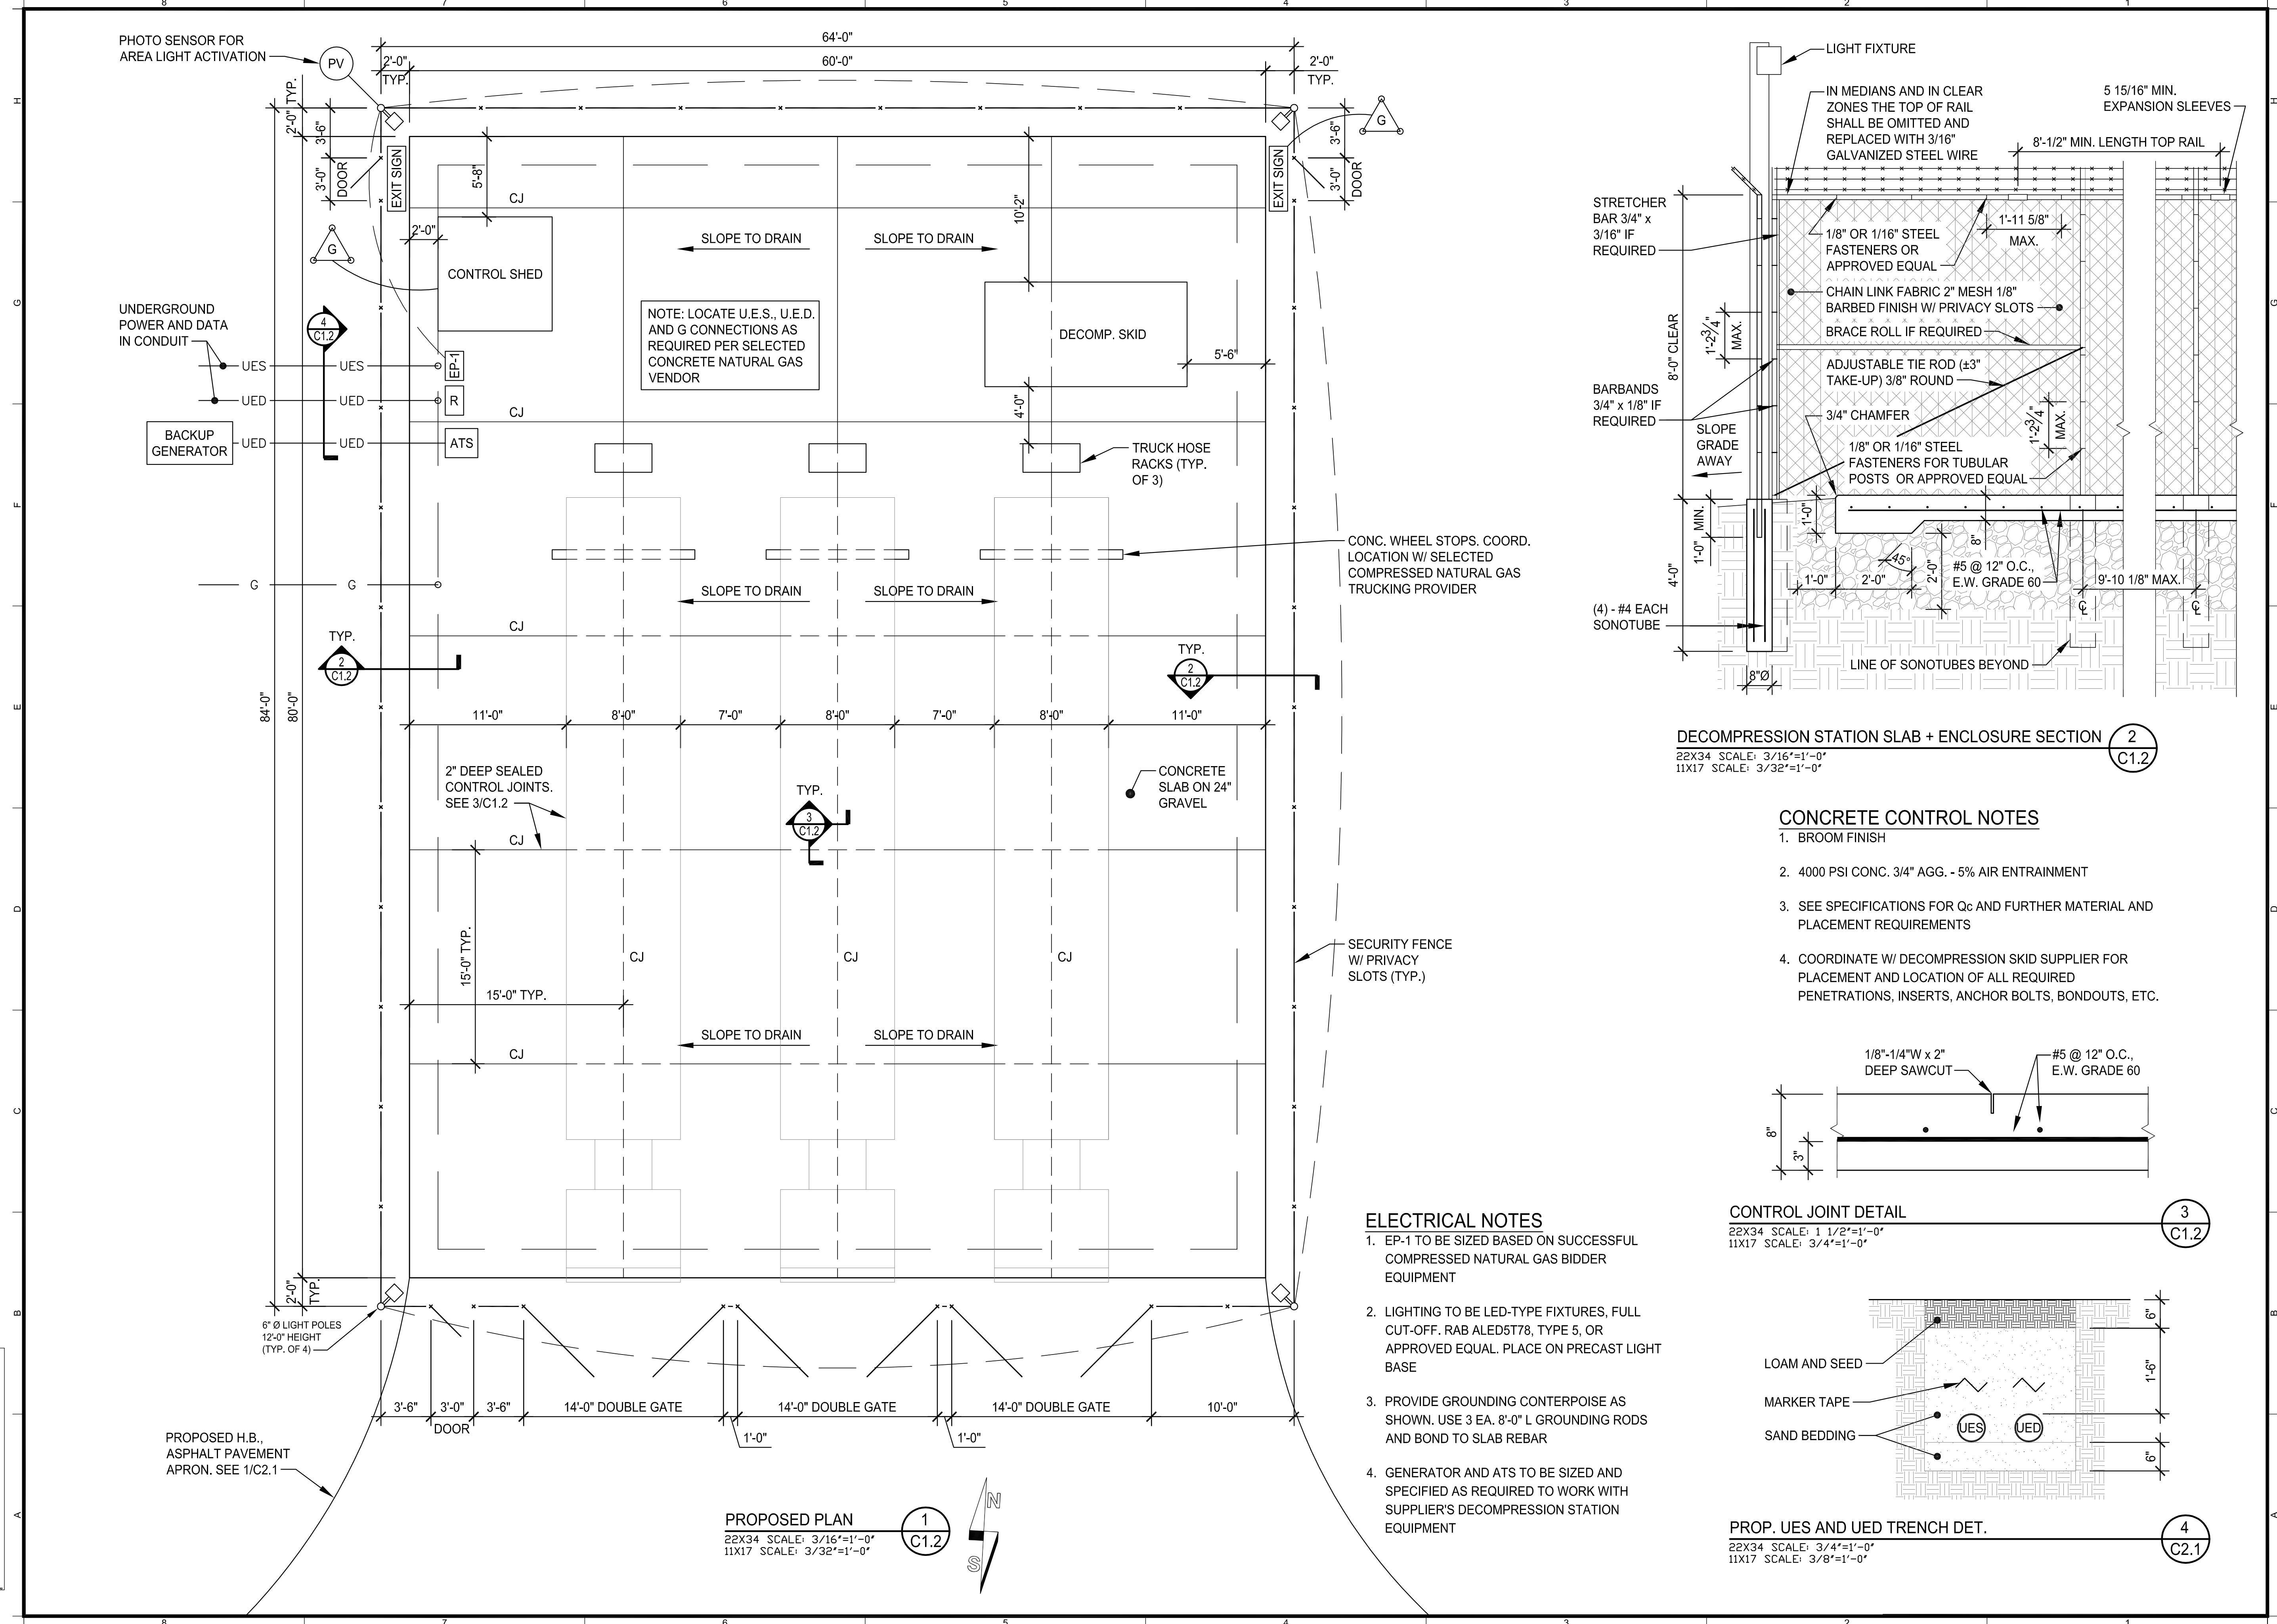 8
7
6
5
4
3
2
1
H
G
F
E
D
C
B
A
PHOTO SENSOR FOR
AREA LIGHT ACTIVATION
PV
64'-0"
60'-0"
2'-0"
TYP.
2'-0"
TYP.
2'-0" TYP.
3'-6"
3'-0"
DOOR
EXIT SIGN
EXIT SIGN
3'-6"
3'-0"
DOOR
G
5'-8"
CJ
10'-2"
2'-0"
G
CONTROL SHED
SLOPE TO DRAIN
SLOPE TO DRAIN
UNDERGROUND
POWER AND DATA
IN CONDUIT
4
C1.2
NOTE: LOCATE U.E.S., U.E.D.
AND G CONNECTIONS AS
REQUIRED PER SELECTED
CONCRETE NATURAL GAS
VENDOR
DECOMP. SKID
5'-6"
UES
UES
EP-1
UED
UED
R
BACKUP
GENERATOR
UED
UED
ATS
CJ
4'-0"
TRUCK HOSE
RACKS (TYP.
OF 3)
CONC. WHEEL STOPS. COORD.
LOCATION W/ SELECTED
COMPRESSED NATURAL GAS
TRUCKING PROVIDER
G
G
SLOPE TO DRAIN
SLOPE TO DRAIN
CJ
TYP.
2
C1.2
TYP.
2
C1.2
84'-0"
80'-0"
11'-0"
8'-0"
7'-0"
8'-0"
7'-0"
8'-0"
11'-0"
2" DEEP SEALED
CONTROL JOINTS.
SEE 3/C1.2
TYP.
3
C1.2
CONCRETE
SLAB ON 24"
GRAVEL
CJ
15'-0" TYP.
15'-0" TYP.
CJ
CJ
CJ
SECURITY FENCE
W/ PRIVACY
SLOTS (TYP.)
SLOPE TO DRAIN
SLOPE TO DRAIN
CJ
2'-0"
TYP.
6" Ø LIGHT POLES
12'-0" HEIGHT
(TYP. OF 4)
3'-6"
3'-0"
DOOR
3'-6"
14'-0" DOUBLE GATE
1'-0"
14'-0" DOUBLE GATE
1'-0"
14'-0" DOUBLE GATE
10'-0"
PROPOSED H.B.,
ASPHALT PAVEMENT
APRON. SEE 1/C2.1
PROPOSED PLAN
22X34 SCALE: 3/16"=1'-0"
11X17 SCALE: 3/32"=1'-0"
1
C1.2
N
S
LIGHT FIXTURE
IN MEDIANS AND IN CLEAR
ZONES THE TOP OF RAIL
SHALL BE OMITTED AND
REPLACED WITH 3/16"
GALVANIZED STEEL WIRE
5 15/16" MIN.
EXPANSION SLEEVES
8'-1/2" MIN. LENGTH TOP RAIL
STRETCHER
BAR 3/4" x
3/16" IF
REQUIRED
1'-11 5/8"
MAX.
1/8" OR 1/16" STEEL
FASTENERS OR
APPROVED EQUAL
CHAIN LINK FABRIC 2" MESH 1/8"
BARBED FINISH W/ PRIVACY SLOTS
BRACE ROLL IF REQUIRED
8'-0" CLEAR
1'-2 3/4"
MAX.
ADJUSTABLE TIE ROD (±3"
TAKE-UP) 3/8" ROUND
BARBANDS
3/4" x 1/8" IF
REQUIRED
3/4" CHAMFER
1'-2 3/4"
MAX.
SLOPE
GRADE
AWAY
1/8" OR 1/16" STEEL
FASTENERS FOR TUBULAR
POSTS OR APPROVED EQUAL
1'-0" MIN.
1'-0"
8"
45°
4'-0"
1'-0"
2'-0"
2'-0"
#5 @ 12" O.C.,
E.W. GRADE 60
9'-10 1/8" MAX.
℄
℄
(4) - #4 EACH
SONOTUBE
LINE OF SONOTUBES BEYOND
8"Ø
DECOMPRESSION STATION SLAB + ENCLOSURE SECTION
22X34 SCALE: 3/16"=1'-0"
11X17 SCALE: 3/32"=1'-0"
2
C1.2
CONCRETE CONTROL NOTES
1. BROOM FINISH
2. 4000 PSI CONC. 3/4" AGG. - 5% AIR ENTRAINMENT
3. SEE SPECIFICATIONS FOR Qc AND FURTHER MATERIAL AND
PLACEMENT REQUIREMENTS
4. COORDINATE W/ DECOMPRESSION SKID SUPPLIER FOR
PLACEMENT AND LOCATION OF ALL REQUIRED
PENETRATIONS, INSERTS, ANCHOR BOLTS, BONDOUTS, ETC.
1/8"-1/4"W x 2"
DEEP SAWCUT
#5 @ 12" O.C.,
E.W. GRADE 60
8"
3"
CONTROL JOINT DETAIL
22X34 SCALE: 1 1/2"=1'-0"
11X17 SCALE: 3/4"=1'-0"
3
C1.2
ELECTRICAL NOTES
1. EP-1 TO BE SIZED BASED ON SUCCESSFUL
COMPRESSED NATURAL GAS BIDDER
EQUIPMENT
2. LIGHTING TO BE LED-TYPE FIXTURES, FULL
CUT-OFF. RAB ALED5T78, TYPE 5, OR
APPROVED EQUAL. PLACE ON PRECAST LIGHT
BASE
3. PROVIDE GROUNDING CONTERPOISE AS
SHOWN. USE 3 EA. 8'-0" L GROUNDING RODS
AND BOND TO SLAB REBAR
4. GENERATOR AND ATS TO BE SIZED AND
SPECIFIED AS REQUIRED TO WORK WITH
SUPPLIER'S DECOMPRESSION STATION
EQUIPMENT
LOAM AND SEED
MARKER TAPE
SAND BEDDING
UES
UED
6"
1'-6"
6"
PROP. UES AND UED TRENCH DET.
22X34 SCALE: 3/4"=1'-0"
11X17 SCALE: 3/8"=1'-0"
4
C2.1
8
7
6
5
4
3
2
1
H
G
F
E
D
C
B
A